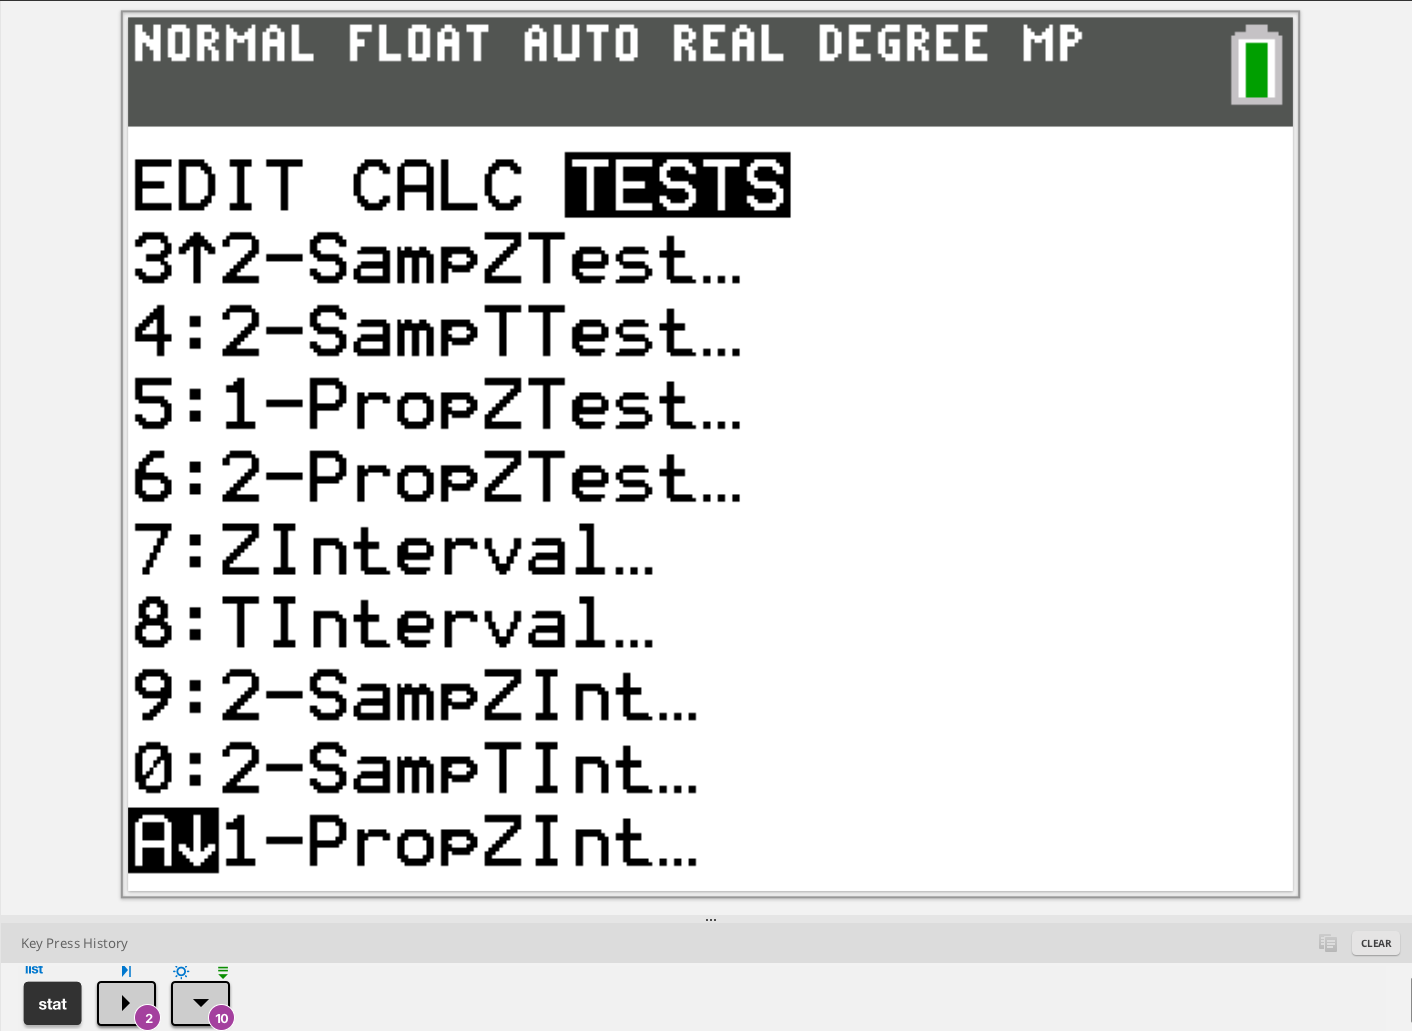 NORMAL FLOAT AUTO REAL DEGREE MP
EDIT CALC TESTS
3↑2-SampZTest…
4:2-SampTTest…
5:1-PropZTest…
6:2-PropZTest…
7:ZInterval…
8:TInterval…
9:2-SampZInt…
0:2-SampTInt…
A↓1-PropZInt…
Key Press History
CLEAR
list
stat
2
10